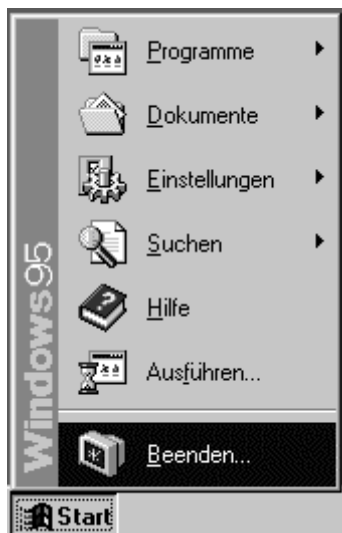 Programme
Dokumente
Einstellungen
Suchen
Hilfe
Ausführen...
Beenden...
Windows95
Start